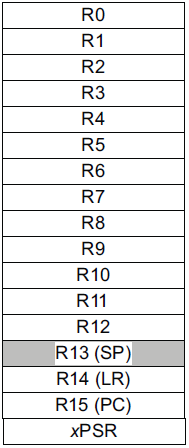 R0
R1
R2
R3
R4
R5
R6
R7
R8
R9
R10
R11
R12
R13 (SP)
R14 (LR)
R15 (PC)
xPSR